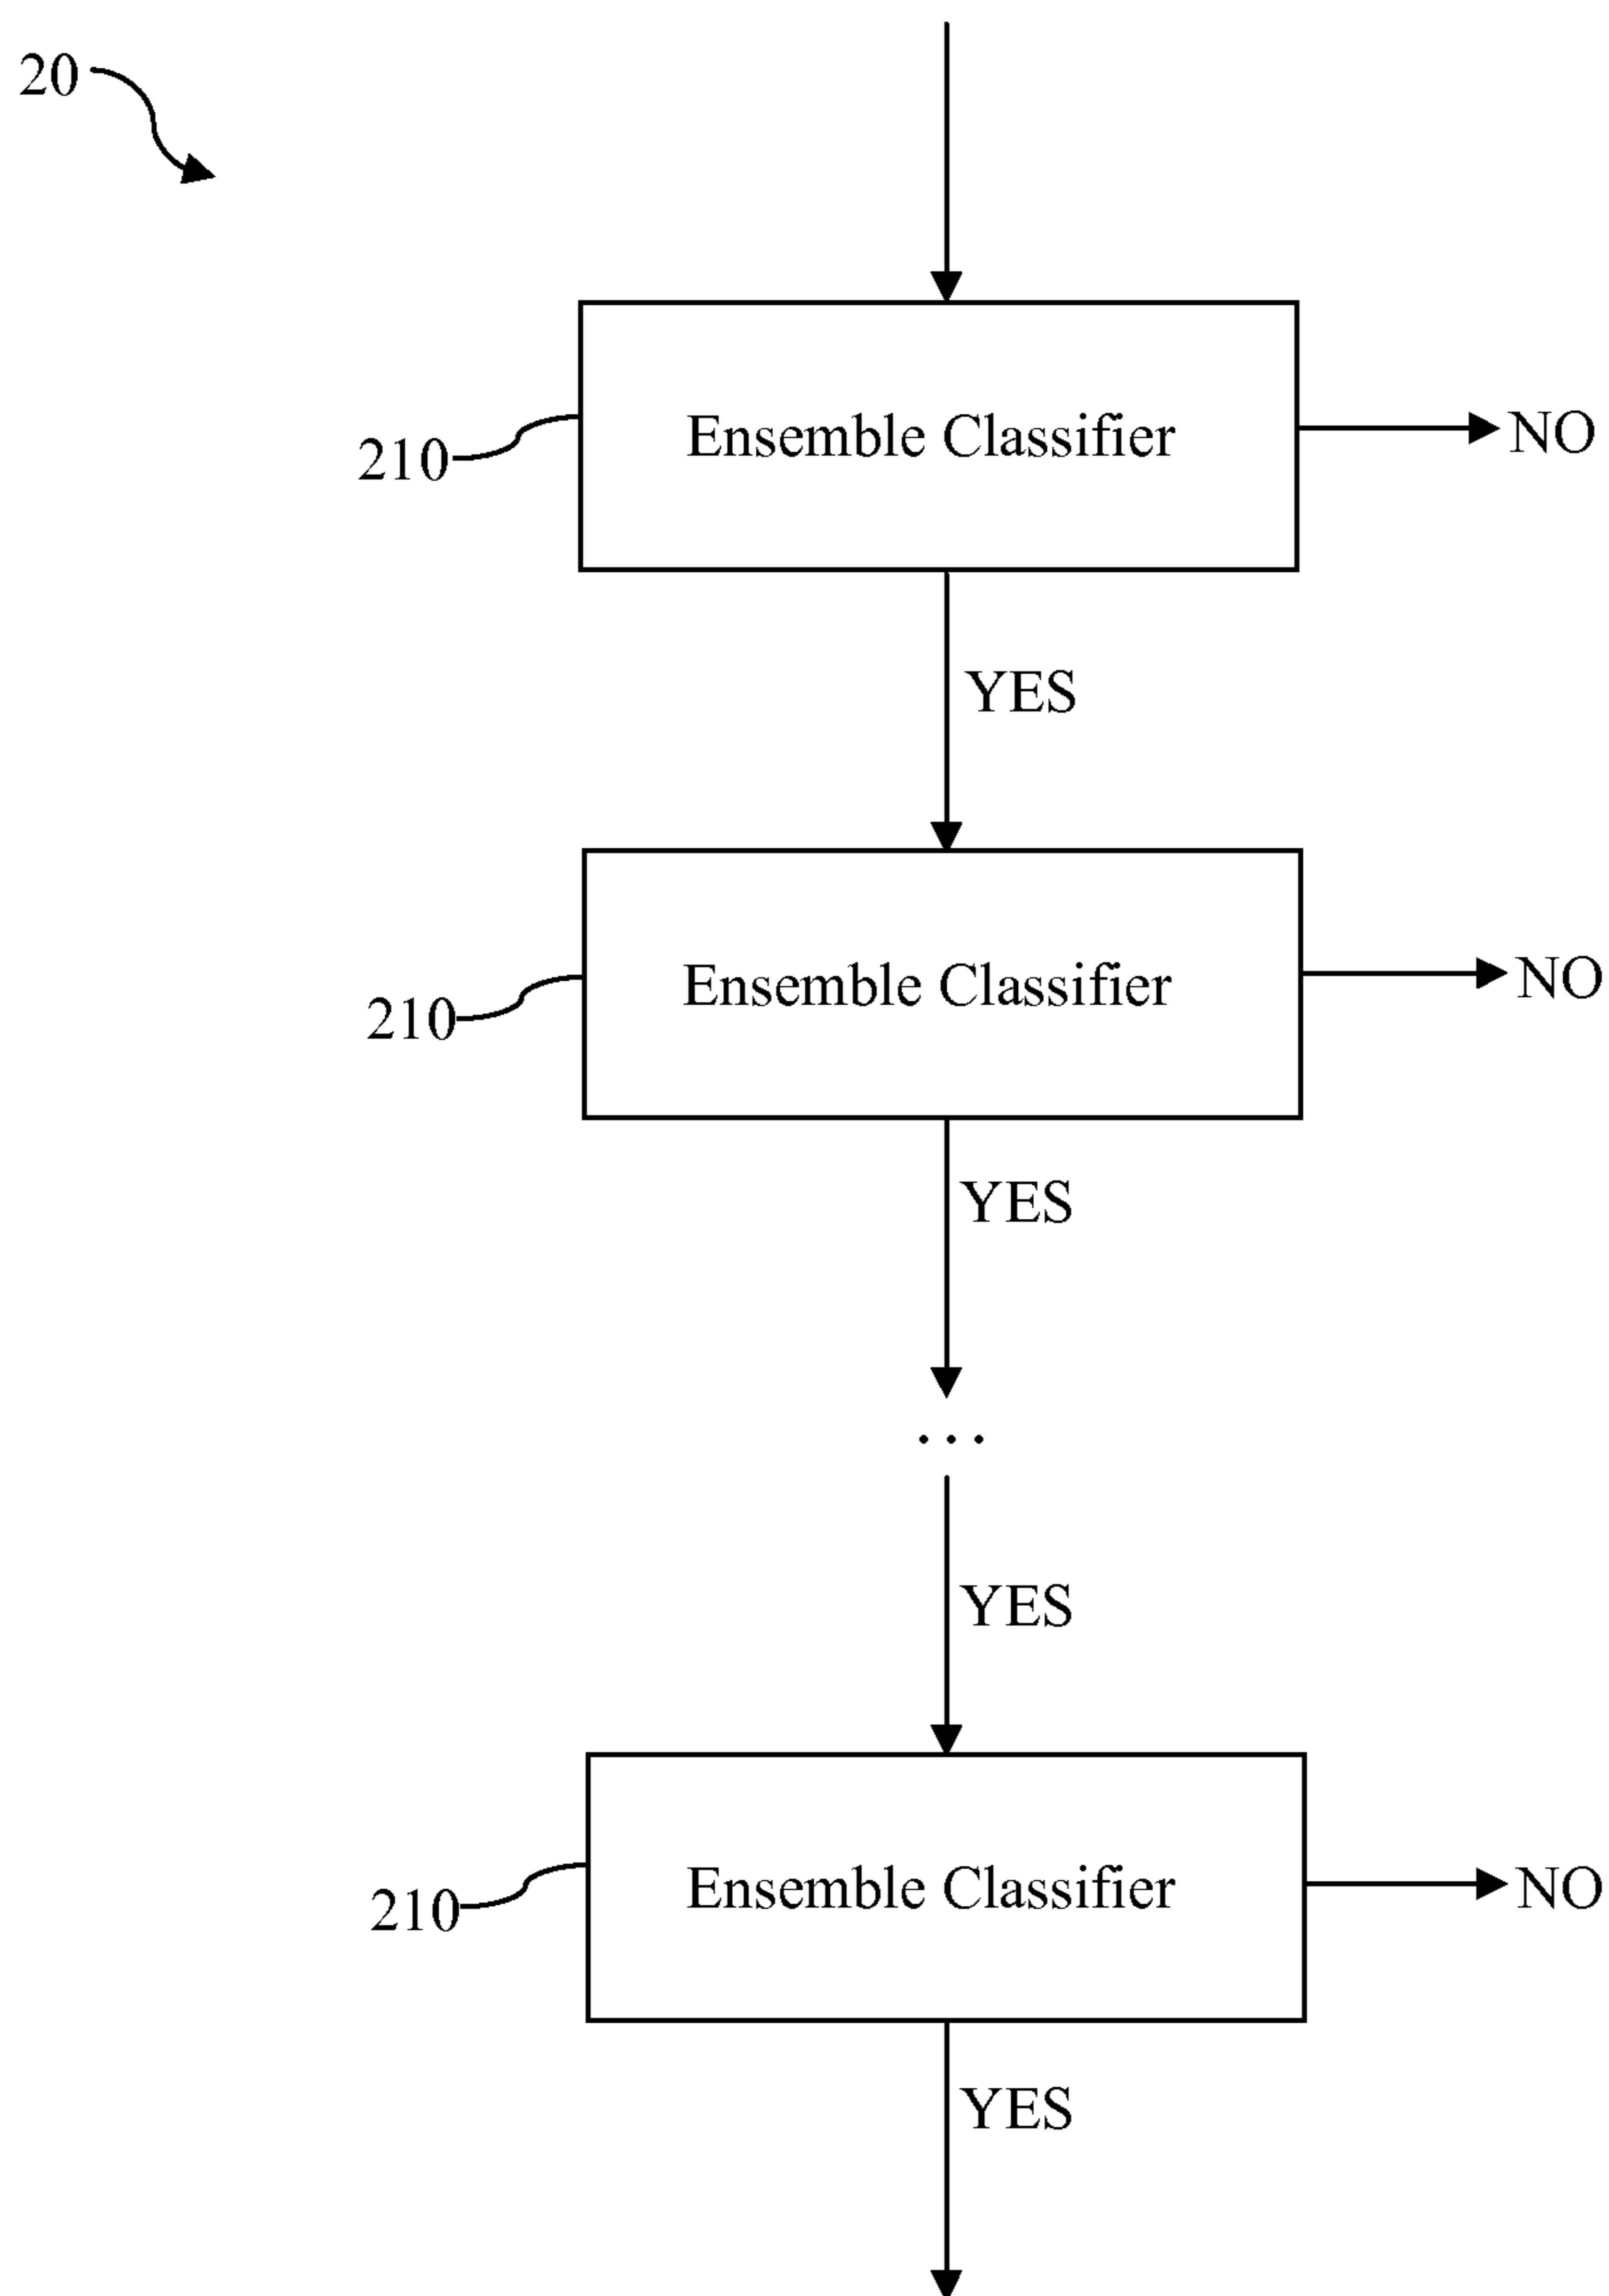 20
Ensemble Classifier
NO
210
YES
Ensemble Classifier
NO
210
YES
...
YES
Ensemble Classifier
NO
210
YES